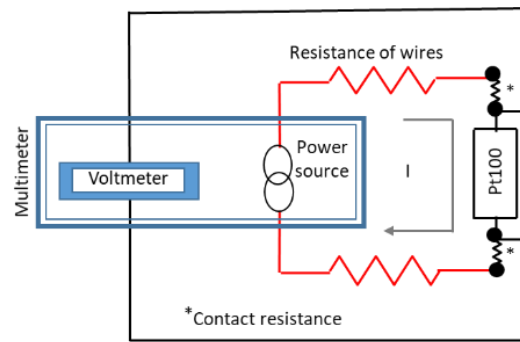 Resistance of wires
*
Multimeter
Voltmeter
Power
source
I
Pt100
*
*Contact resistance